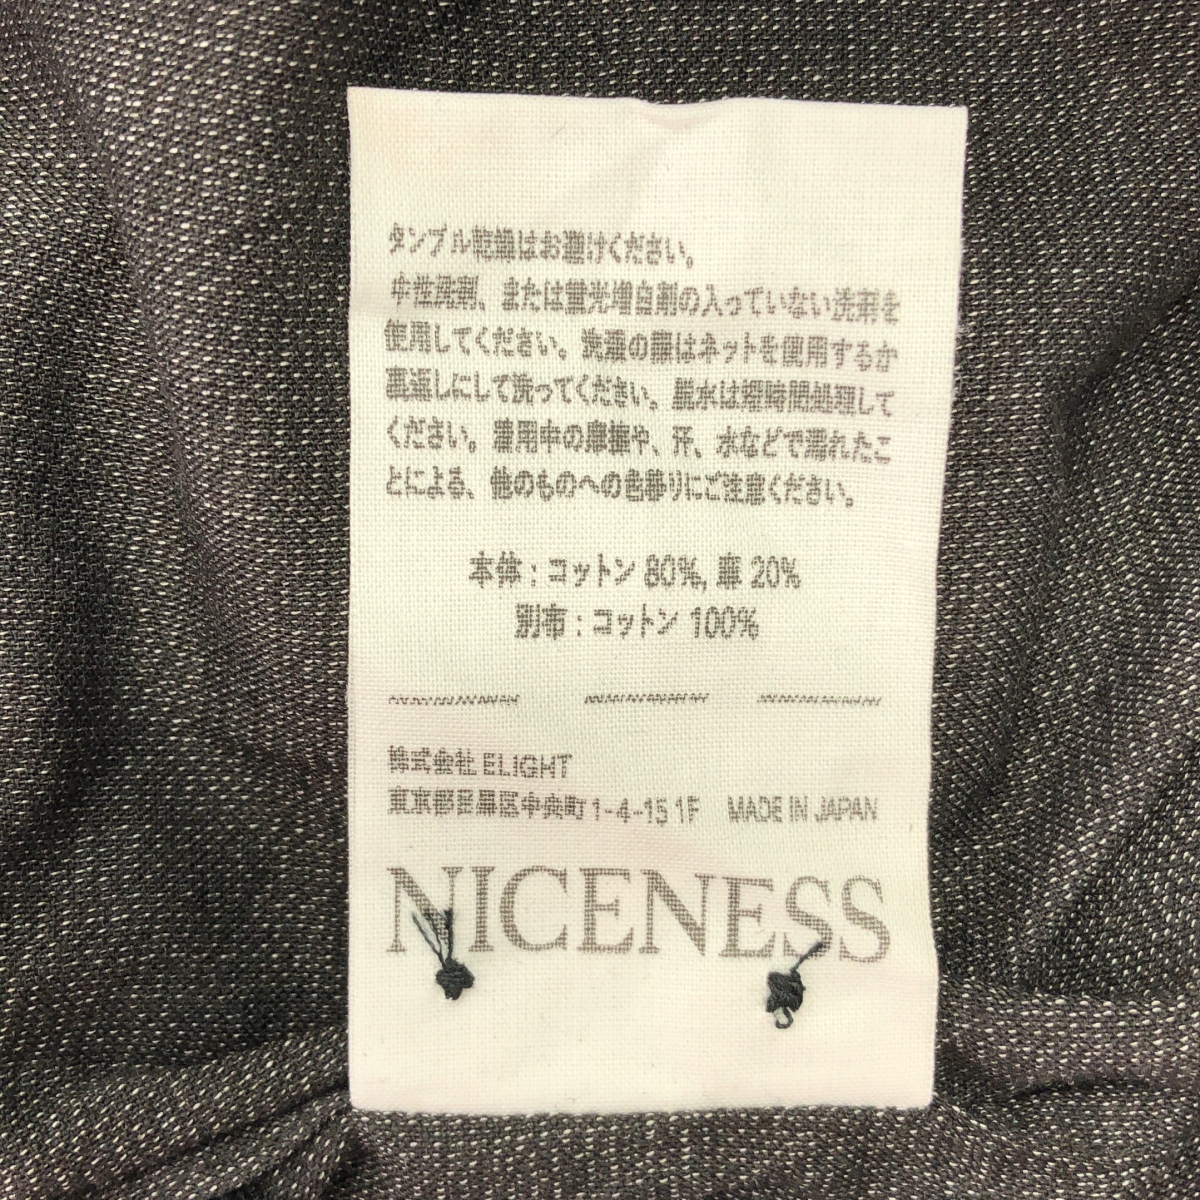 タンブル乾燥はお避けください。
中性洗剤、または蛍光増白剤の入っていない洗剤を
使用してください。洗濯の際はネットを使用するか
裏返しにして洗ってください。脱水は短時間処理して
ください。着用中の摩擦や、汗、水などで濡れたこ
とによる、他のものへの色移りにご注意ください。
本体 : コットン 80%, 麻 20%
別布 : コットン 100%
株式会社 ELIGHT
東京都目黒区中央町 1-4-15 1F MADE IN JAPAN
NICENESS